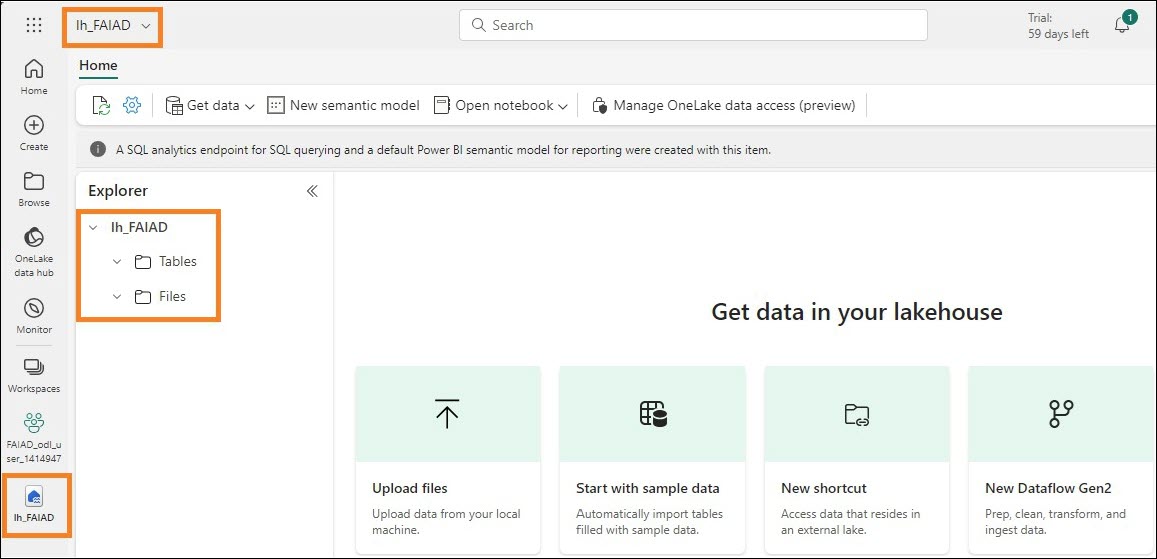 lh_FAIAD
Search
Trial:
59 days left
1
Home
Get data
New semantic model
Open notebook
Manage OneLake data access (preview)
A SQL analytics endpoint for SQL querying and a default Power BI semantic model for reporting were created with this item.
Home
Create
Browse
OneLake
data hub
Monitor
Workspaces
FAIAD_odl_u
ser_1414947
lh_FAIAD
Explorer
lh_FAIAD
Tables
Files
Get data in your lakehouse
Upload files
Upload data from your local
machine.
Start with sample data
Automatically import tables
filled with sample data.
New shortcut
Access data that resides in
an external lake.
New Dataflow Gen2
Prep, clean, transform, and
ingest data.